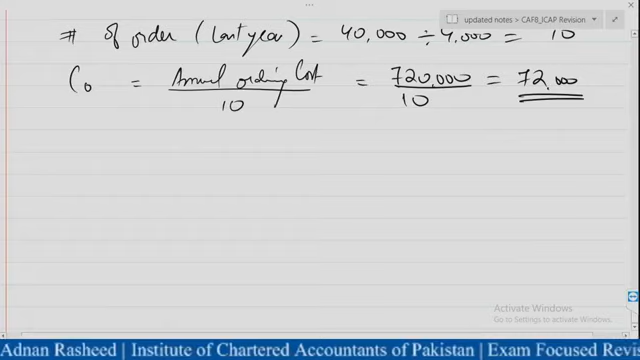 updated notes > CAF8_ICAP Revision
# of order (Last year) = 40,000 ÷ 4,000 = 10
Co = Annual ordering Cost / 10 = 720,000 / 10 = 72,000
Activate Windows
Go to Settings to activate Windows.
Adnan Rasheed | Institute of Chartered Accountants of Pakistan | Exam Focused Revis